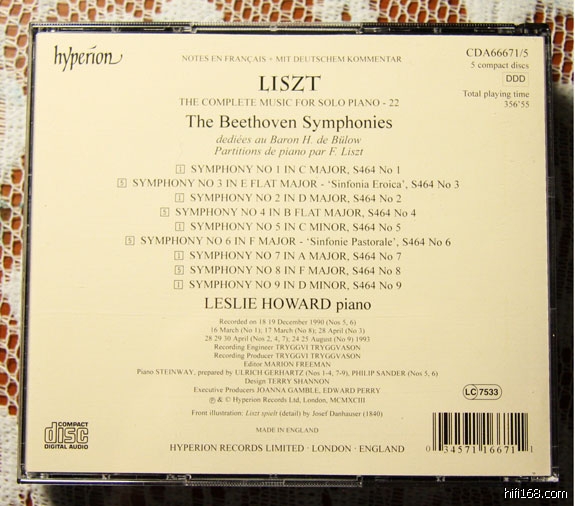 hyperion
NOTES EN FRANÇAIS + MIT DEUTSCHEM KOMMENTAR
CDA66671/5
5 compact discs
DDD
Total playing time
356'55
LISZT
THE COMPLETE MUSIC FOR SOLO PIANO - 22
The Beethoven Symphonies
dediées au Baron H. de Bülow
Partitions de piano par F. Liszt
1 SYMPHONY NO 1 IN C MAJOR, S464 No 1
5 SYMPHONY NO 3 IN E FLAT MAJOR - 'Sinfonia Eroica', S464 No 3
1 SYMPHONY NO 2 IN D MAJOR, S464 No 2
5 SYMPHONY NO 4 IN B FLAT MAJOR, S464 No 4
1 SYMPHONY NO 5 IN C MINOR, S464 No 5
5 SYMPHONY NO 6 IN F MAJOR - 'Sinfonie Pastorale', S464 No 6
1 SYMPHONY NO 7 IN A MAJOR, S464 No 7
5 SYMPHONY NO 8 IN F MAJOR, S464 No 8
1 SYMPHONY NO 9 IN D MINOR, S464 No 9
LESLIE HOWARD piano
Recorded on 18 19 December 1990 (Nos 5, 6)
16 March (No 1); 17 March (No 8); 28 April (No 3)
28 29 30 April (Nos 2, 4, 7); 24 25 August (No 9) 1993
Recording Engineer TRYGGVI TRYGGVASON
Recording Producer TRYGGVI TRYGGVASON
Editor MARION FREEMAN
Piano STEINWAY, prepared by ULRICH GERHARTZ (Nos 1-4, 7-9), PHILIP SANDER (Nos 5, 6)
Design TERRY SHANNON
Executive Producers JOANNA GAMBLE, EDWARD PERRY
℗ & © Hyperion Records Ltd, London, MCMXCIII
LC 7533
Front illustration: Liszt spielt (detail) by Josef Danhauser (1840)
MADE IN ENGLAND
COMPACT
disc
DIGITAL AUDIO
HYPERION RECORDS LIMITED · LONDON · ENGLAND
0 34571 16671 1
hifi168.com